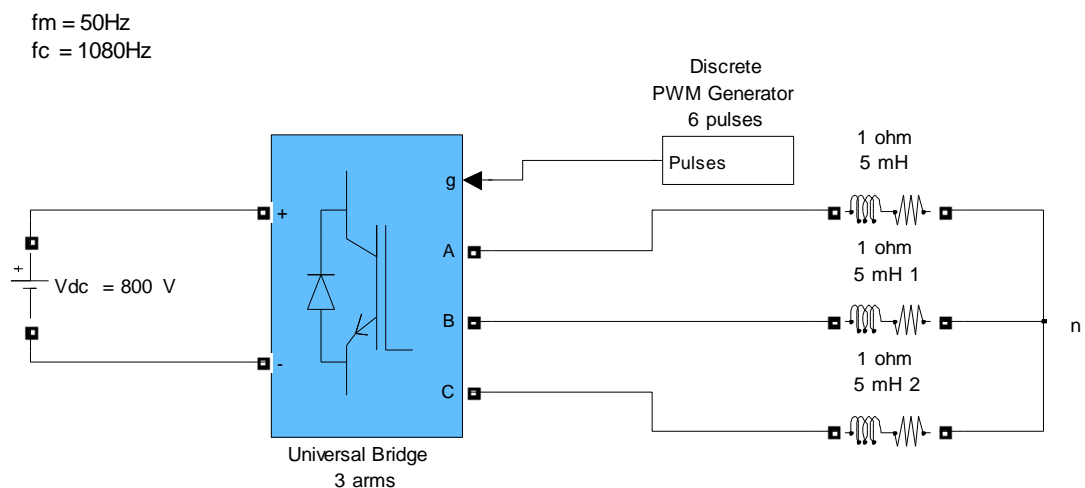 fm = 50Hz
fc = 1080Hz
Discrete
PWM Generator
6 pulses
Pulses
g
+
A
B
-
C
+
Vdc = 800 V
1 ohm
5 mH
1 ohm
5 mH 1
1 ohm
5 mH 2
n
Universal Bridge
3 arms